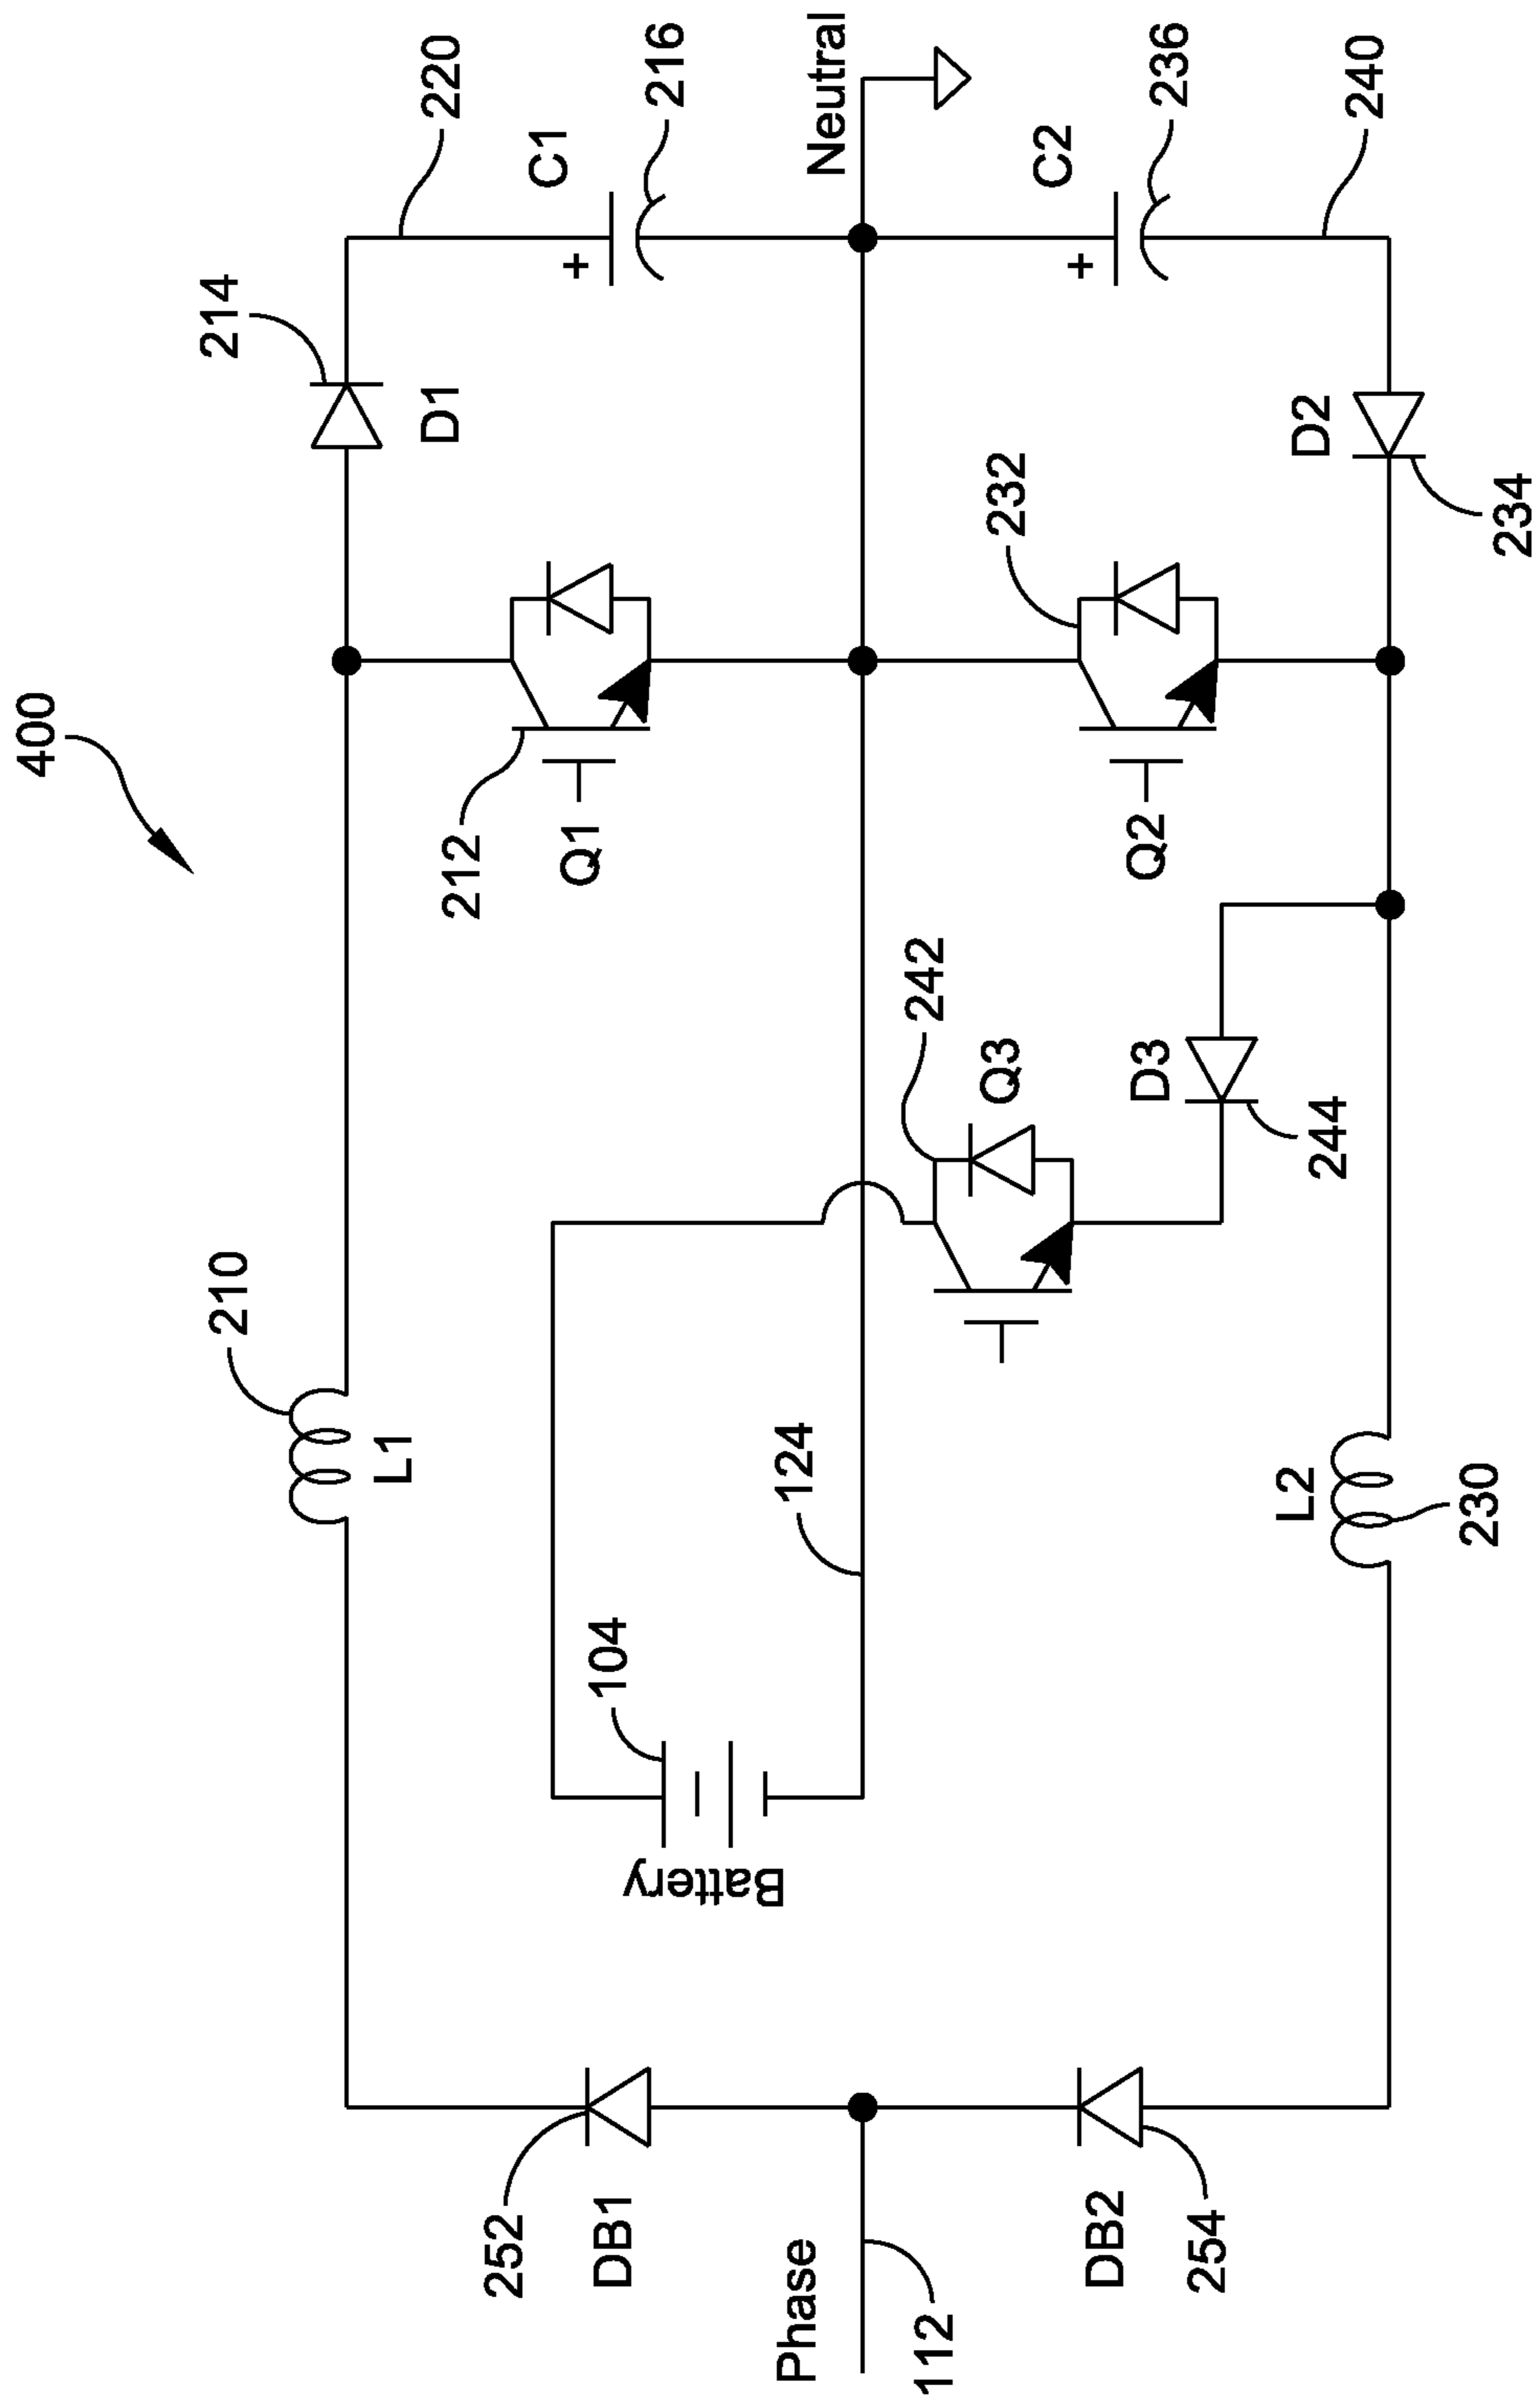 400
210
L1
212
Q1
214
D1
220
C1
216
Neutral
104
Battery
124
242
Q3
D3
244
232
Q2
C2
236
240
D2
234
L2
230
252
DB1
Phase
112
DB2
254